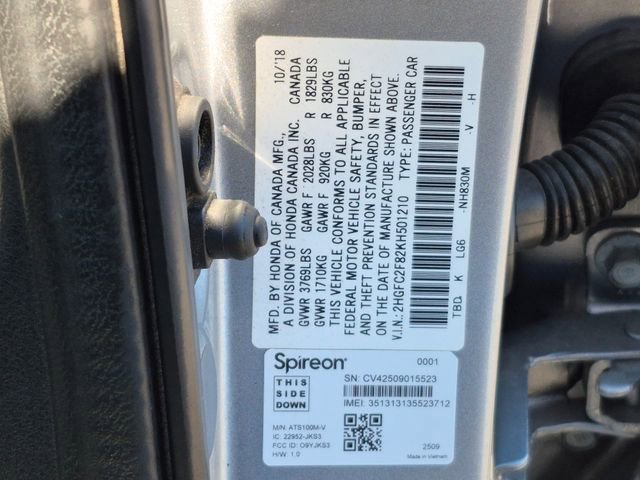 MFD. BY HONDA OF CANADA MFG., 10/'18
A DIVISION OF HONDA CANADA INC. CANADA
GVWR 3769LBS GAWR F 2028LBS R 1829LBS
GVWR 1710KG GAWR F 920KG R 830KG
THIS VEHICLE CONFORMS TO ALL APPLICABLE
FEDERAL MOTOR VEHICLE SAFETY, BUMPER,
AND THEFT PREVENTION STANDARDS IN EFFECT
ON THE DATE OF MANUFACTURE SHOWN ABOVE.
V.I.N.: 2HGFC2F82KH501210 TYPE: PASSENGER CAR
TBD K LG6 -NH830M -V -H
Spireon 0001
THIS
SIDE
DOWN
SN: CV42509015523
IMEI: 351313135523712
M/N: ATS100M-V
IC: 22952-JKS3
FCC ID: O9YJKS3
H/W: 1.0
2509
Made in Vietnam